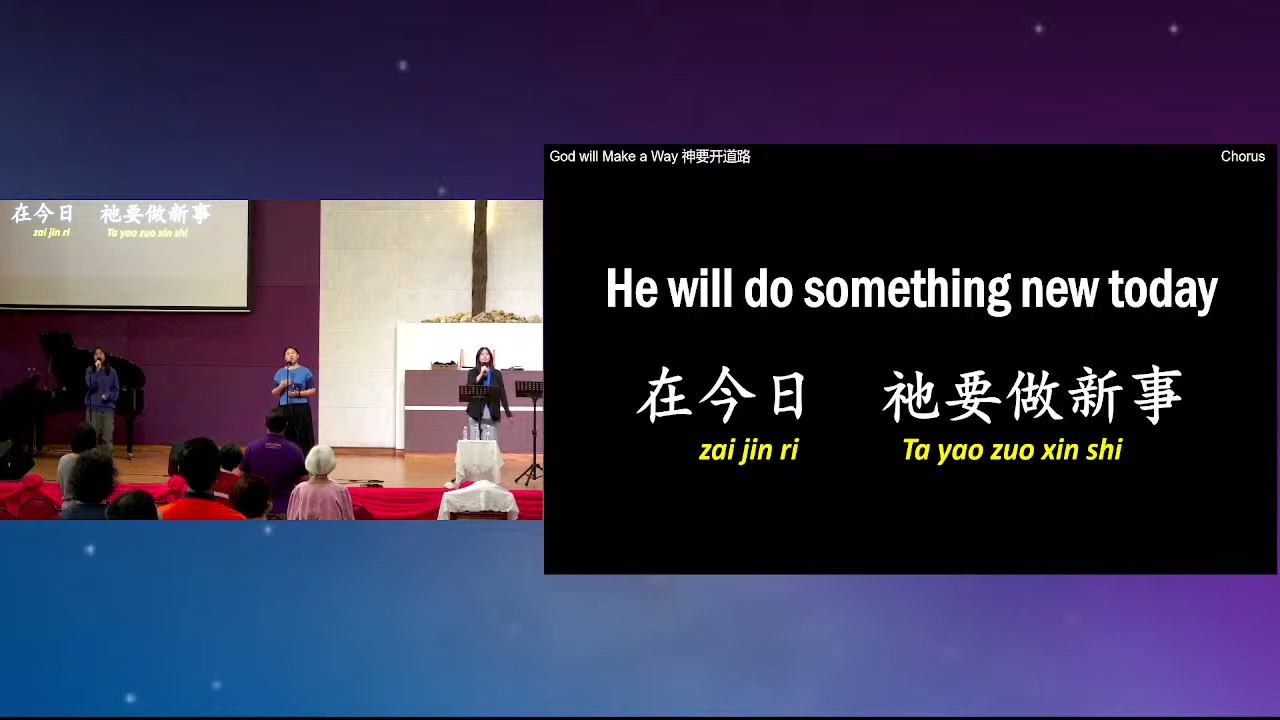 在今日 祂要做新事
zai jin ri Ta yao zuo xin shi
God will Make a Way 神要开道路
Chorus
He will do something new today
在今日 祂要做新事
zai jin ri Ta yao zuo xin shi